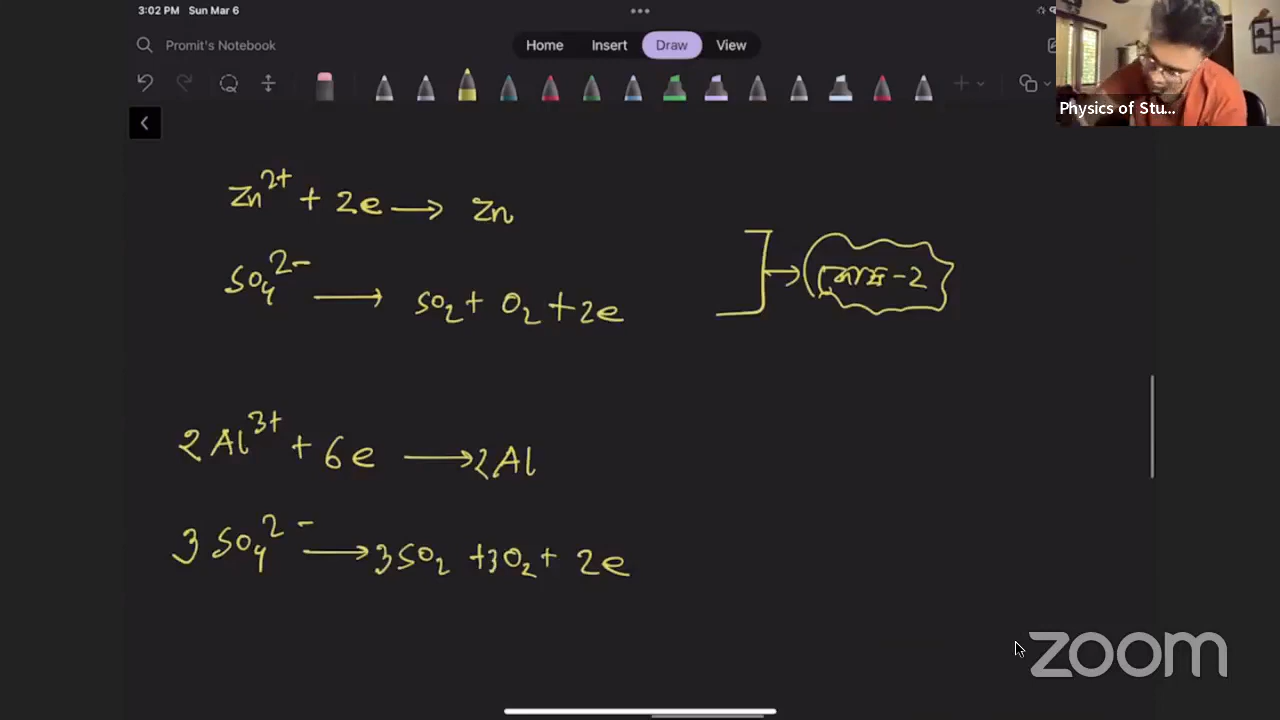 3:02 PM Sun Mar 6
Promit's Notebook
Home Insert Draw View
Physics of Stu...
Zn²⁺ + 2e → Zn
SO₄²⁻ → SO₂ + O₂ + 2e
-2
2Al³⁺ + 6e → 2Al
3SO₄²⁻ → 3SO₂ + 3O₂ + 2e
zoom